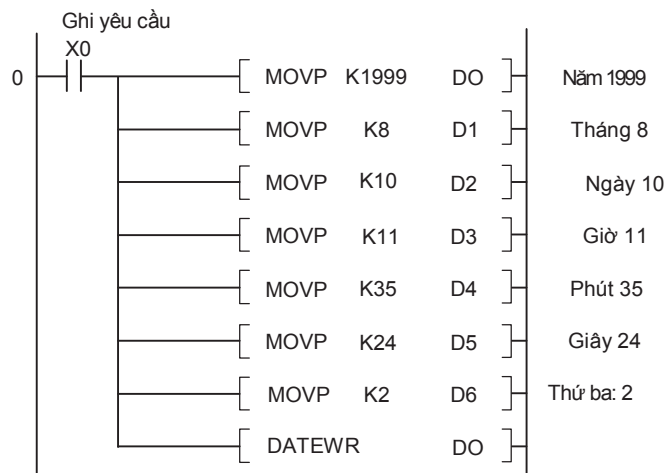 Ghi yêu cầu
X0
0 MOVP K1999 DO Năm 1999
MOVP K8 D1 Tháng 8
MOVP K10 D2 Ngày 10
MOVP K11 D3 Giờ 11
MOVP K35 D4 Phút 35
MOVP K24 D5 Giây 24
MOVP K2 D6 Thứ ba: 2
DATEWR DO